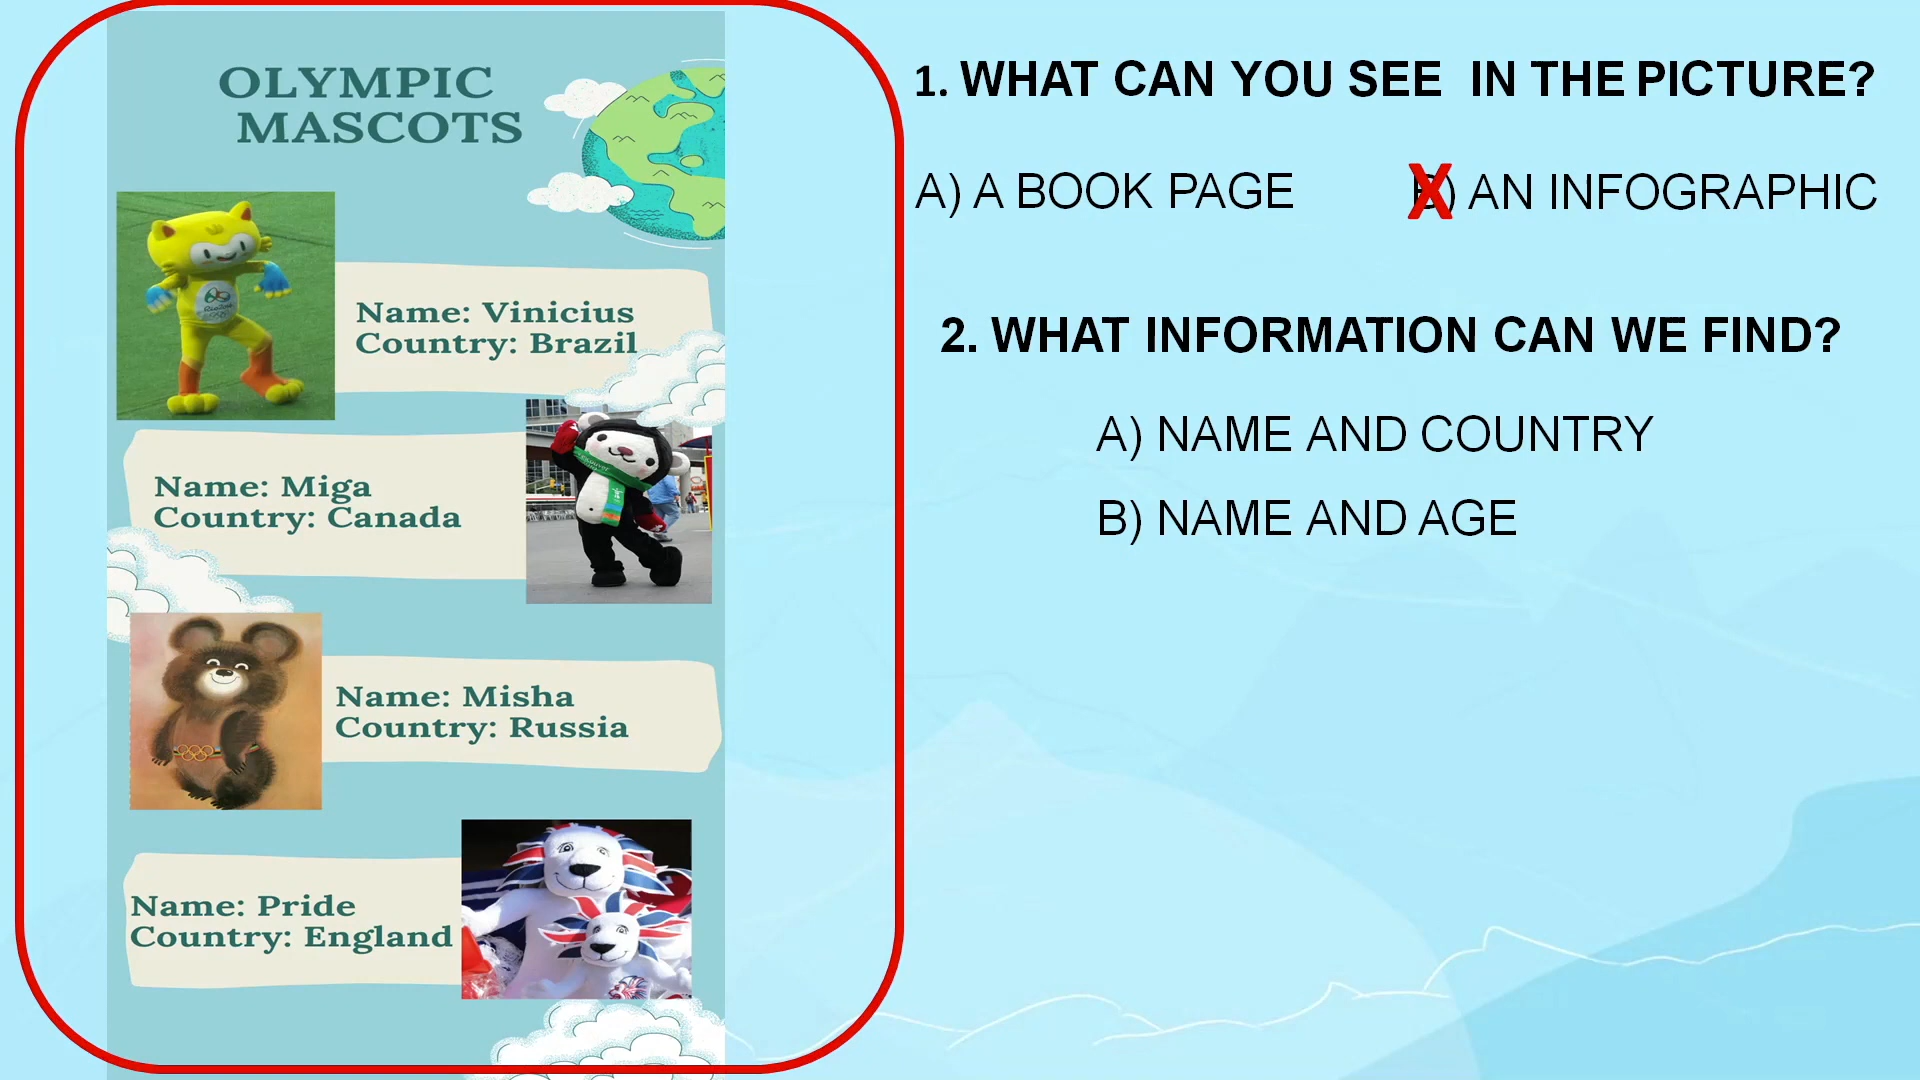 OLYMPIC
MASCOTS
Name: Vinicius
Country: Brazil
Name: Miga
Country: Canada
Name: Misha
Country: Russia
Name: Pride
Country: England
1. WHAT CAN YOU SEE IN THE PICTURE?
A) A BOOK PAGE
X) AN INFOGRAPHIC
2. WHAT INFORMATION CAN WE FIND?
A) NAME AND COUNTRY
B) NAME AND AGE